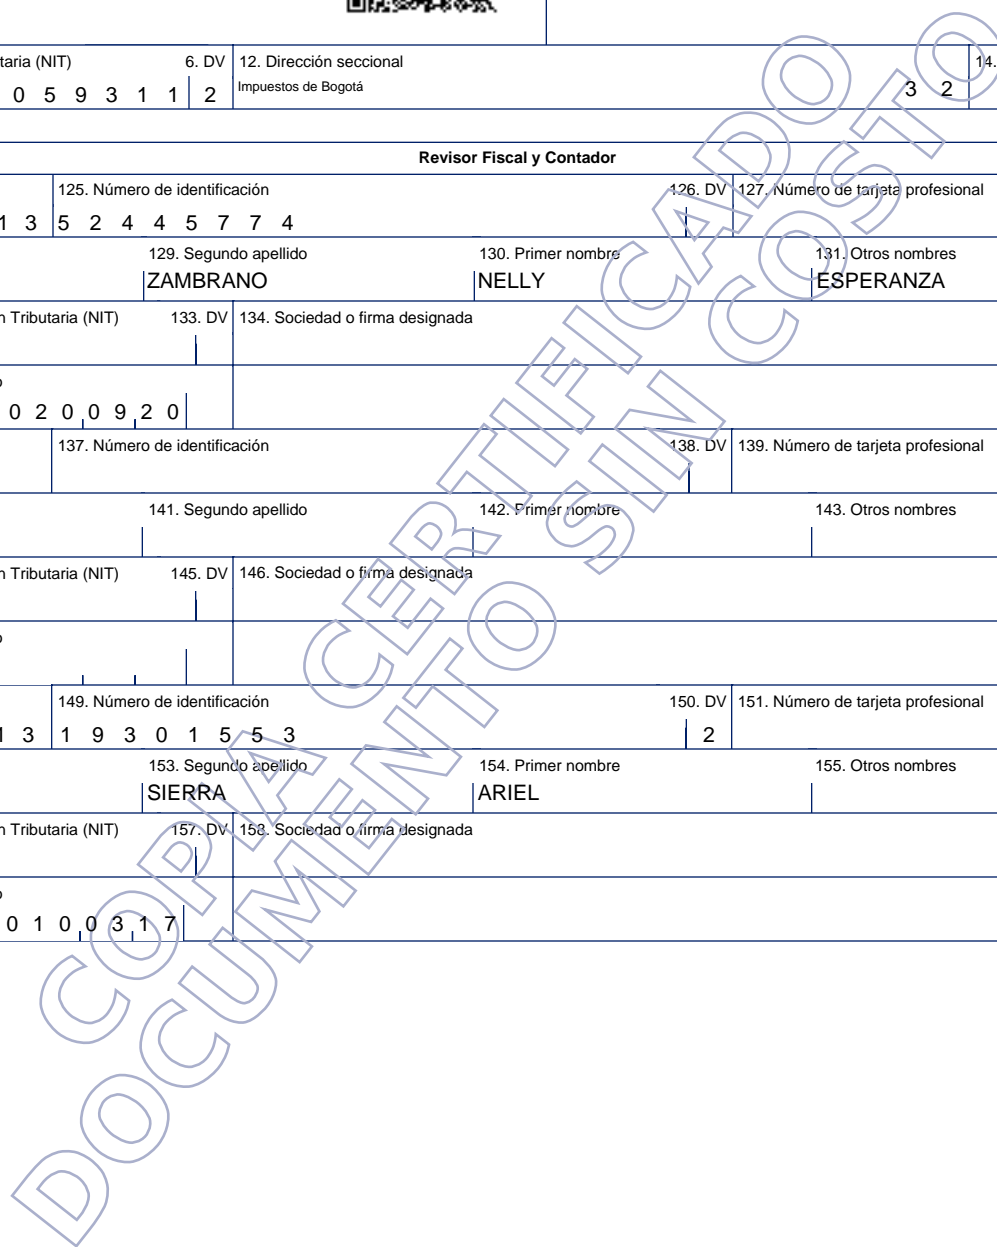 taria (NIT) 6. DV 12. Dirección seccional 14.
0 5 9 3 1 1 2 Impuestos de Bogotá 3 2
Revisor Fiscal y Contador
125. Número de identificación 126. DV 127. Número de tarjeta profesional
1 3 5 2 4 4 5 7 7 4
129. Segundo apellido 130. Primer nombre 131. Otros nombres
ZAMBRANO NELLY ESPERANZA
n Tributaria (NIT) 133. DV 134. Sociedad o firma designada
o
0 2 0 0 9 2 0
137. Número de identificación 138. DV 139. Número de tarjeta profesional
141. Segundo apellido 142. Primer nombre 143. Otros nombres
n Tributaria (NIT) 145. DV 146. Sociedad o firma designada
o
149. Número de identificación 150. DV 151. Número de tarjeta profesional
1 3 1 9 3 0 1 5 5 3 2
153. Segundo apellido 154. Primer nombre 155. Otros nombres
SIERRA ARIEL
n Tributaria (NIT) 157. DV 158. Sociedad o firma designada
o
0 1 0 0 3 1 7
COPIA CERTIFICADO
DOCUMENTO SIN COSTO